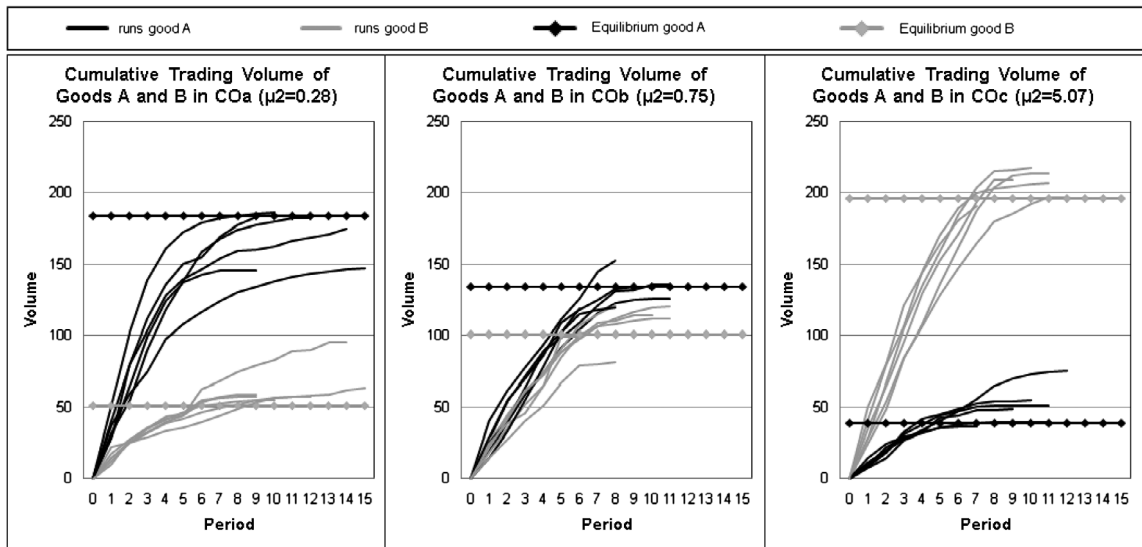 runs good A
runs good B
Equilibrium good A
Equilibrium good B
Cumulative Trading Volume of
Goods A and B in COa (μ2=0.28)
250
200
150
100
50
0
Volume
0 1 2 3 4 5 6 7 8 9 10 11 12 13 14 15
Period
Cumulative Trading Volume of
Goods A and B in COb (μ2=0.75)
250
200
150
100
50
0
Volume
0 1 2 3 4 5 6 7 8 9 10 11 12 13 14 15
Period
Cumulative Trading Volume of
Goods A and B in COc (μ2=5.07)
250
200
150
100
50
0
Volume
0 1 2 3 4 5 6 7 8 9 10 11 12 13 14 15
Period